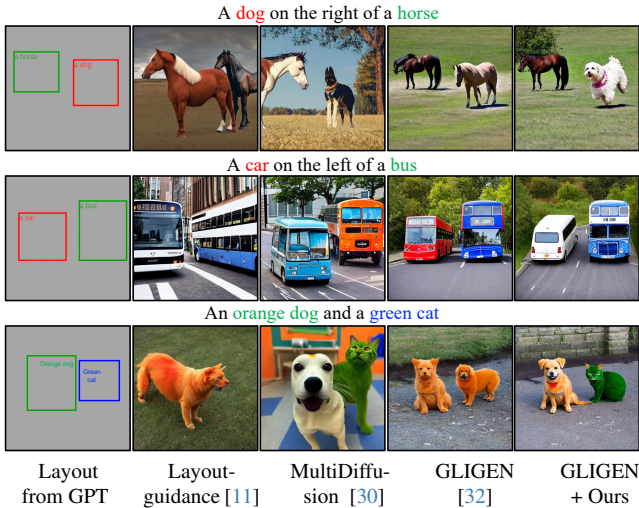 A dog on the right of a horse
a horse
a dog
A car on the left of a bus
a bus
a car
An orange dog and a green cat
Orange dog
Green
cat
Layout
from GPT
Layout-
guidance [11]
MultiDiffu-
sion [30]
GLIGEN
[32]
GLIGEN
+ Ours